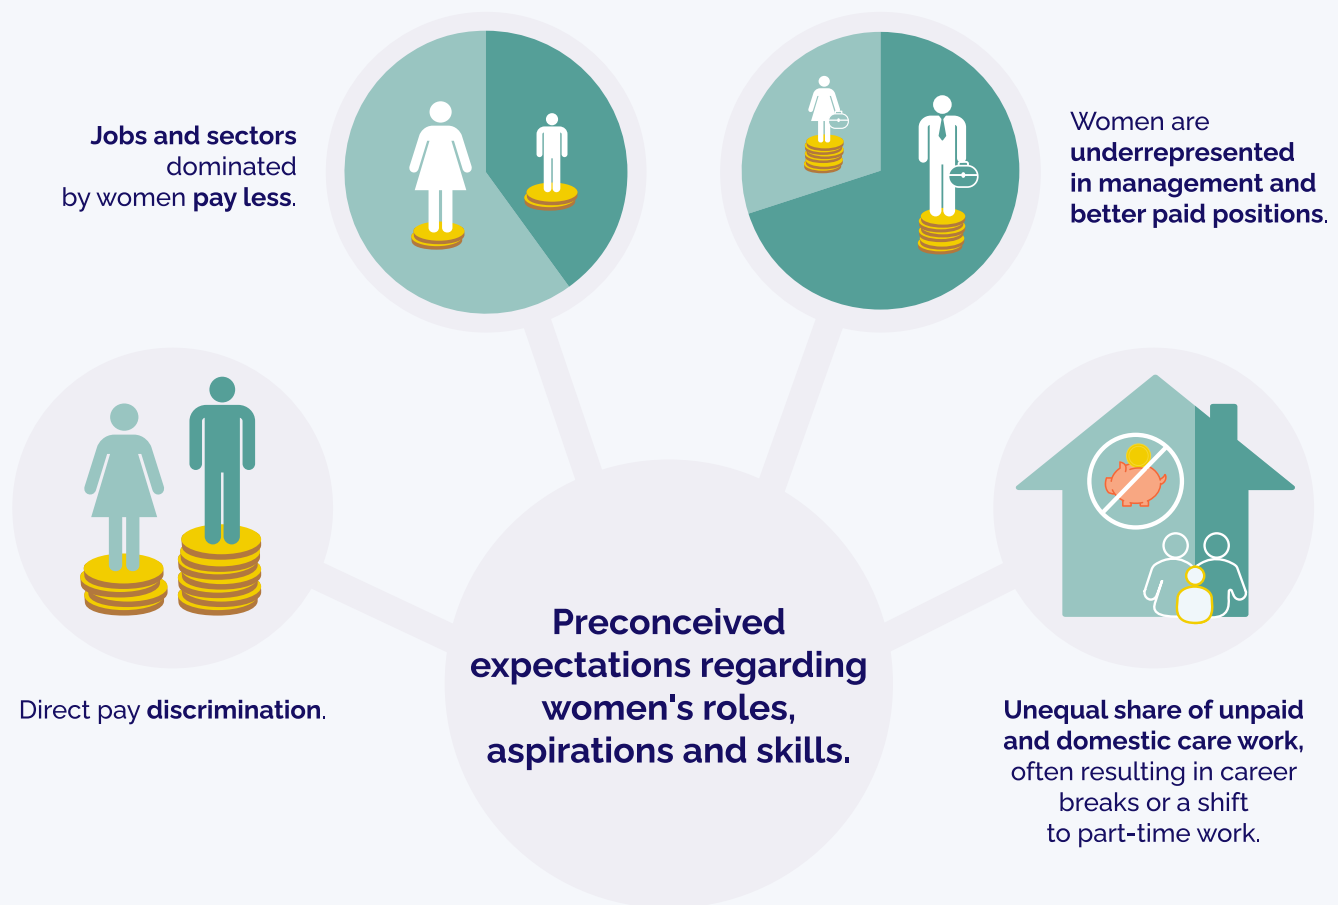 Jobs and sectors
dominated
by women pay less.
Women are
underrepresented
in management and
better paid positions.
Direct pay discrimination.
Preconceived
expectations regarding
women's roles,
aspirations and skills.
Unequal share of unpaid
and domestic care work,
often resulting in career
breaks or a shift
to part-time work.